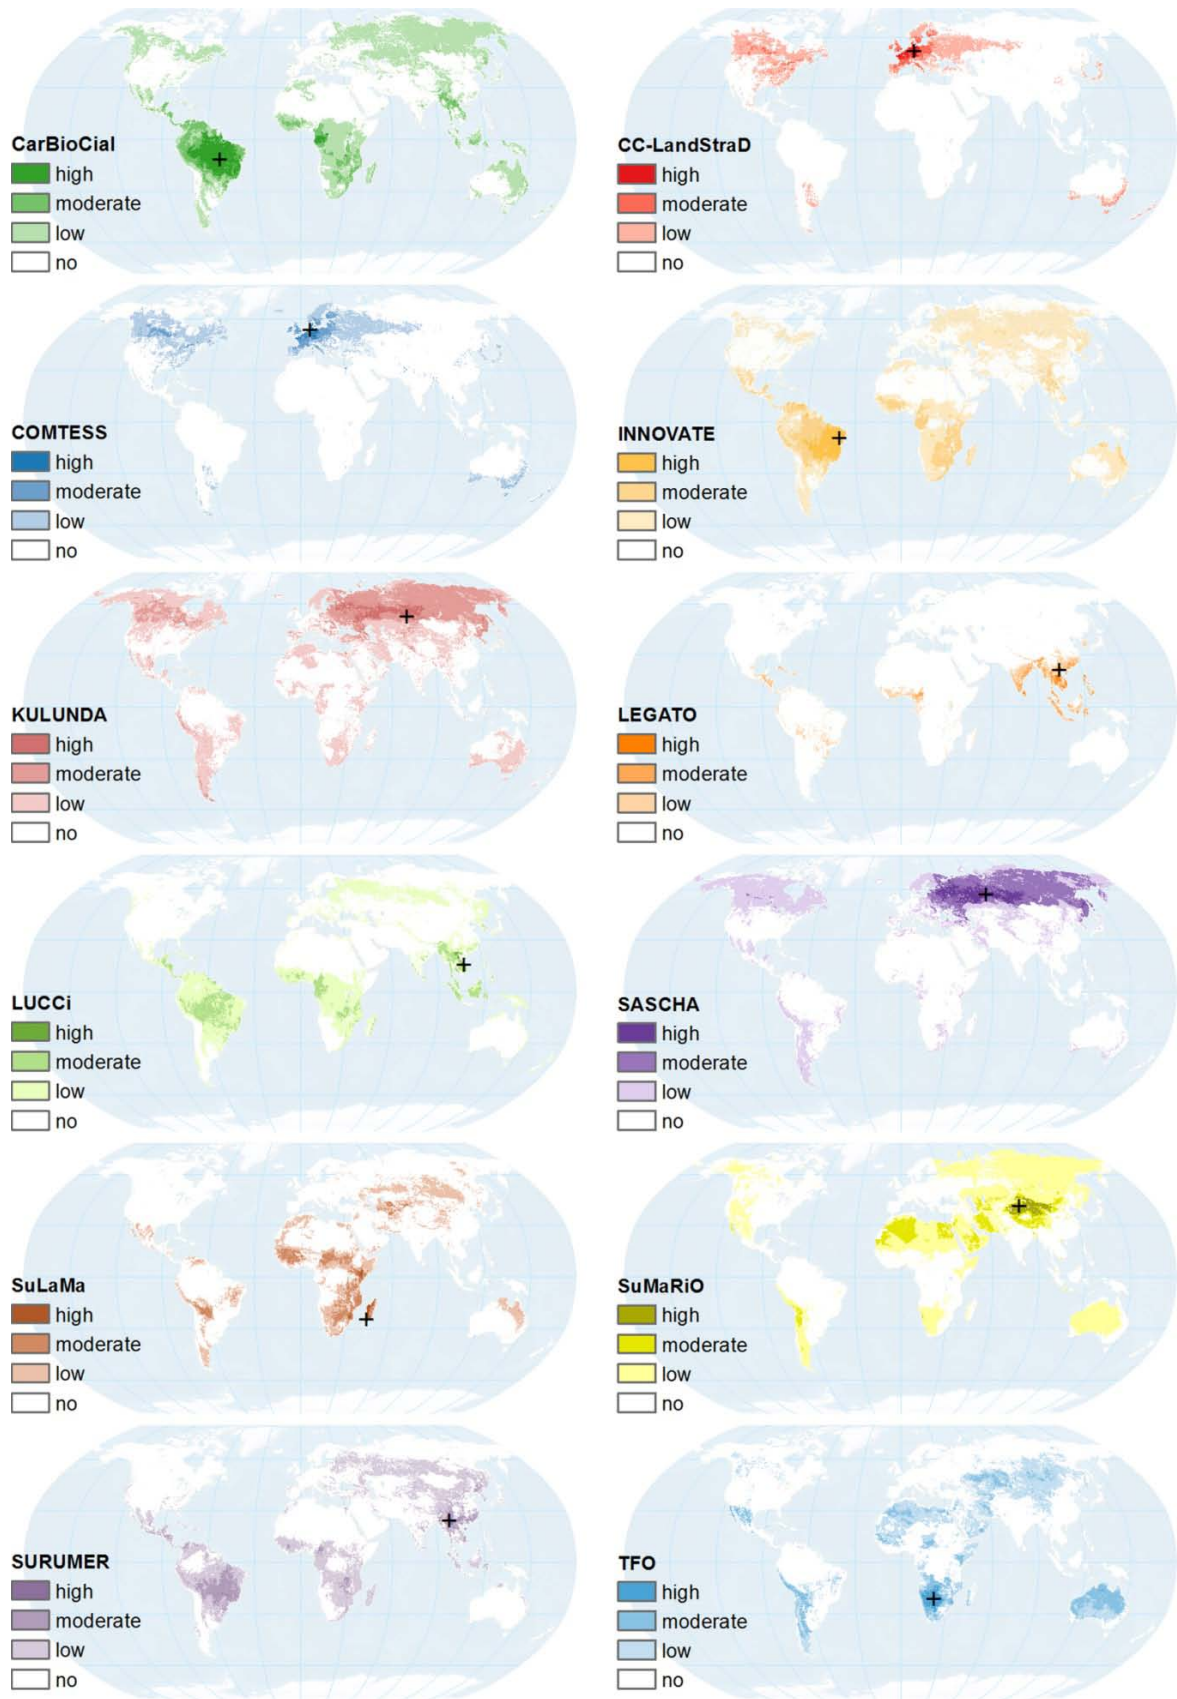 CarBioCial
high
moderate
low
no
CC-LandStraD
high
moderate
low
no
COMTESS
high
moderate
low
no
INNOVATE
high
moderate
low
no
KULUNDA
high
moderate
low
no
LEGATO
high
moderate
low
no
LUCCi
high
moderate
low
no
SASCHA
high
moderate
low
no
SuLaMa
high
moderate
low
no
SuMaRiO
high
moderate
low
no
SURUMER
high
moderate
low
no
TFO
high
moderate
low
no